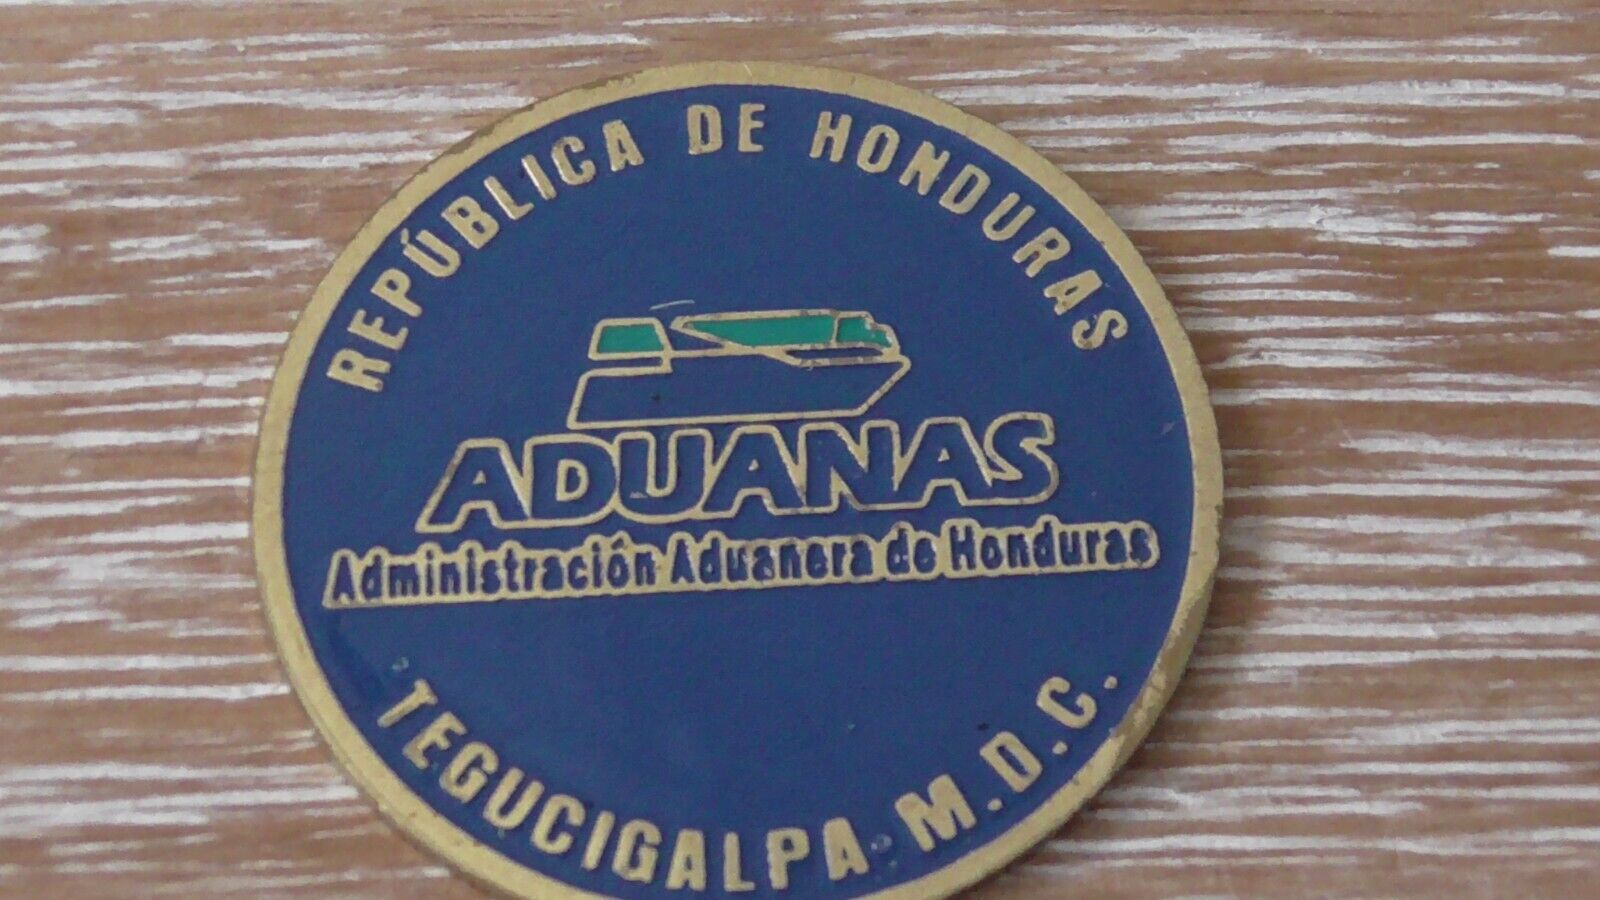 REPÚBLICA DE HONDURAS
ADUANAS
Administración Aduanera de Honduras
TEGUCIGALPA M.D.C.